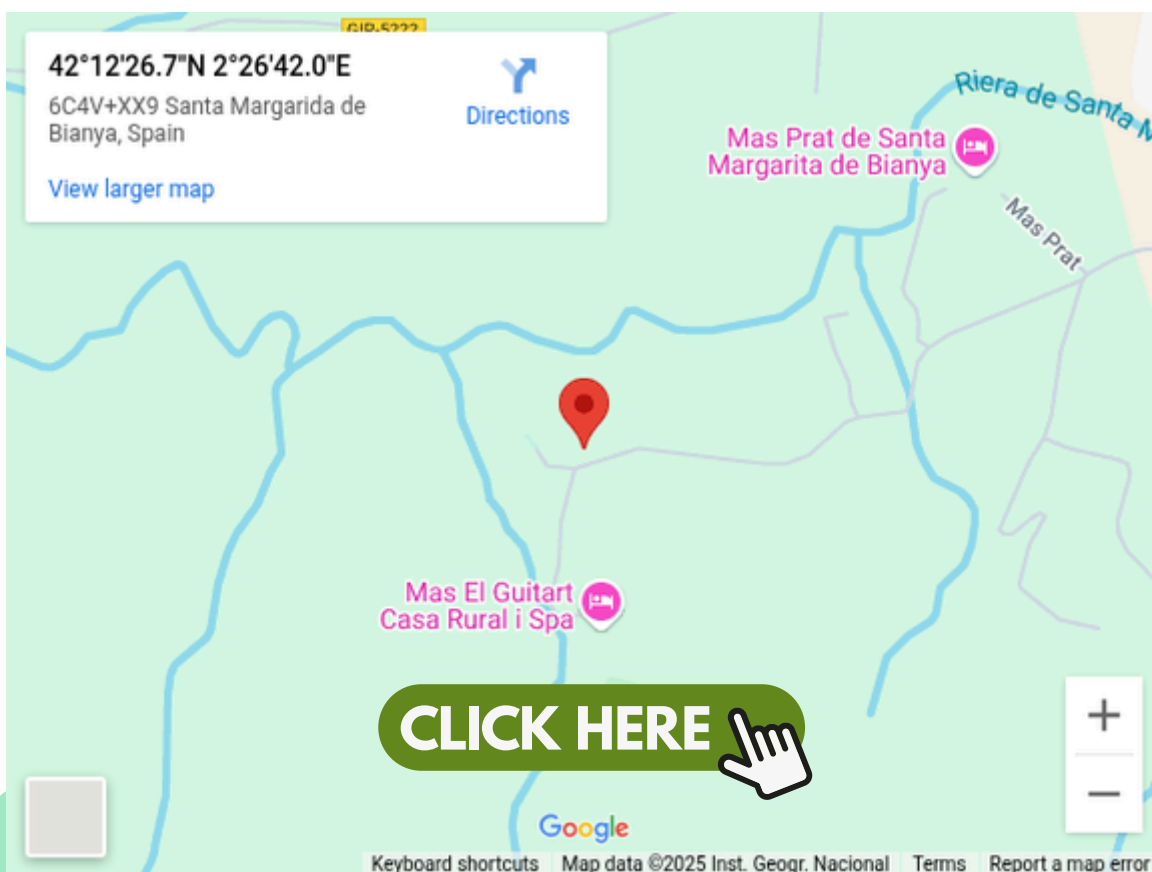 GIR-5222
42°12'26.7"N 2°26'42.0"E
6C4V+XX9 Santa Margarida de
Bianya, Spain
Directions
View larger map
Riera de Santa M
Mas Prat de Santa
Margarita de Bianya
Mas Prat
Mas El Guitart
Casa Rural i Spa
CLICK HERE
+
−
Google
Keyboard shortcuts
Map data ©2025 Inst. Geogr. Nacional
Terms
Report a map error